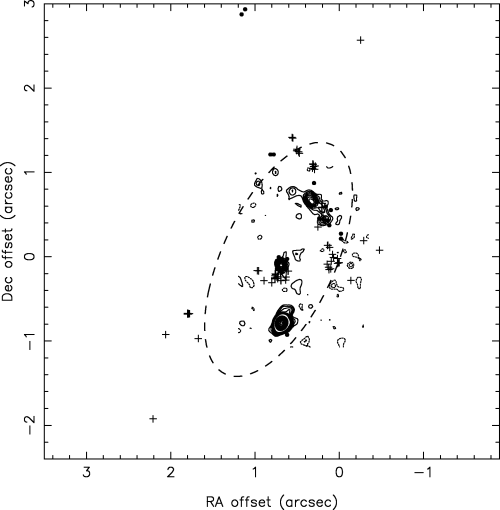 3
2
1
0
−1
−2
Dec offset (arcsec)
3 2 1 0 −1
RA offset (arcsec)